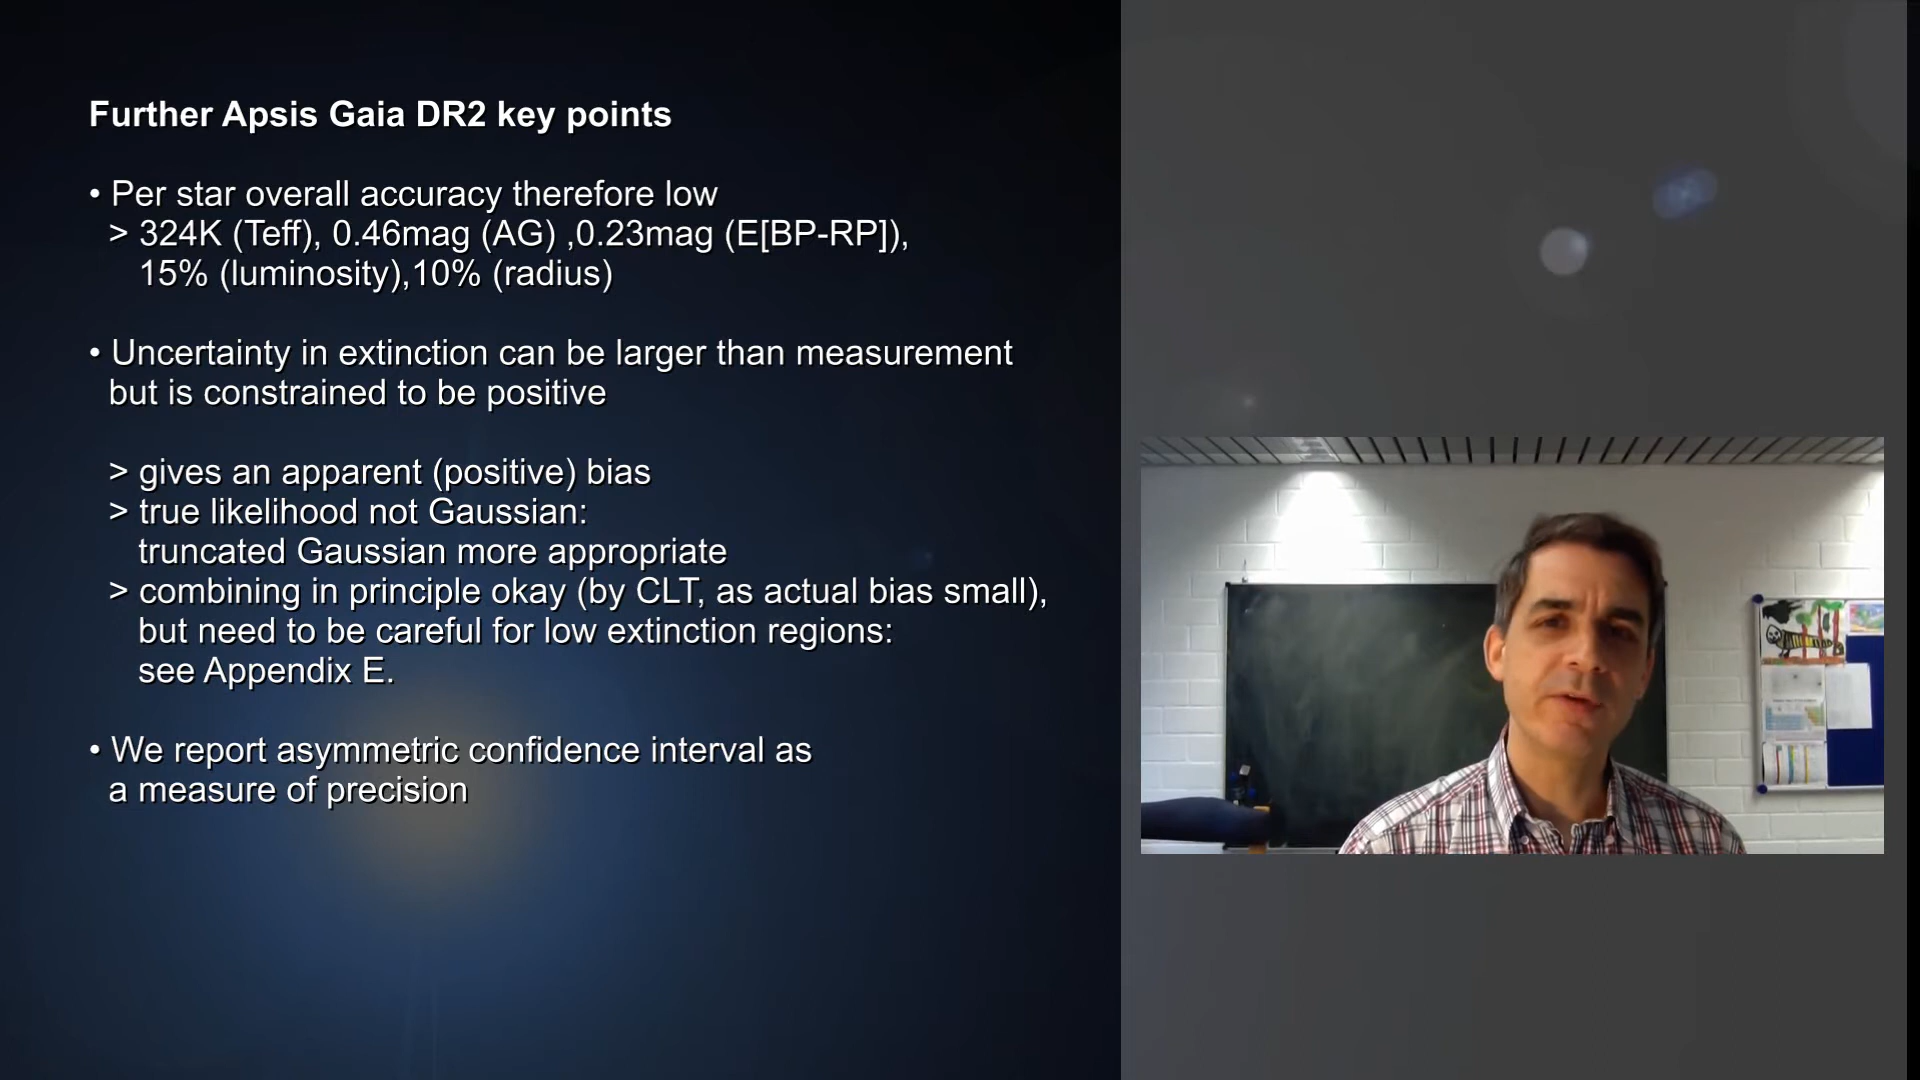 Further Apsis Gaia DR2 key points
• Per star overall accuracy therefore low
> 324K (Teff), 0.46mag (AG) ,0.23mag (E[BP-RP]),
15% (luminosity),10% (radius)
• Uncertainty in extinction can be larger than measurement
but is constrained to be positive
> gives an apparent (positive) bias
> true likelihood not Gaussian:
truncated Gaussian more appropriate
> combining in principle okay (by CLT, as actual bias small),
but need to be careful for low extinction regions:
see Appendix E.
• We report asymmetric confidence interval as
a measure of precision